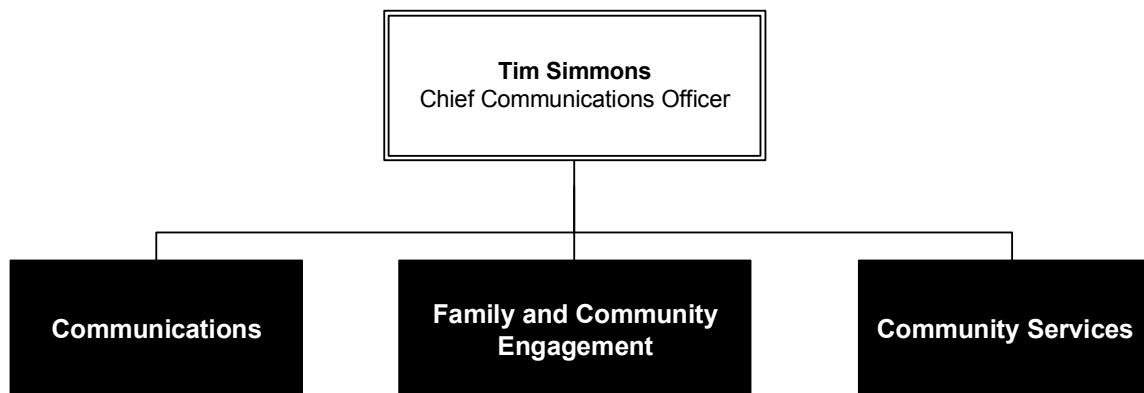 Tim Simmons
Chief Communications Officer
Communications
Family and Community
Engagement
Community Services